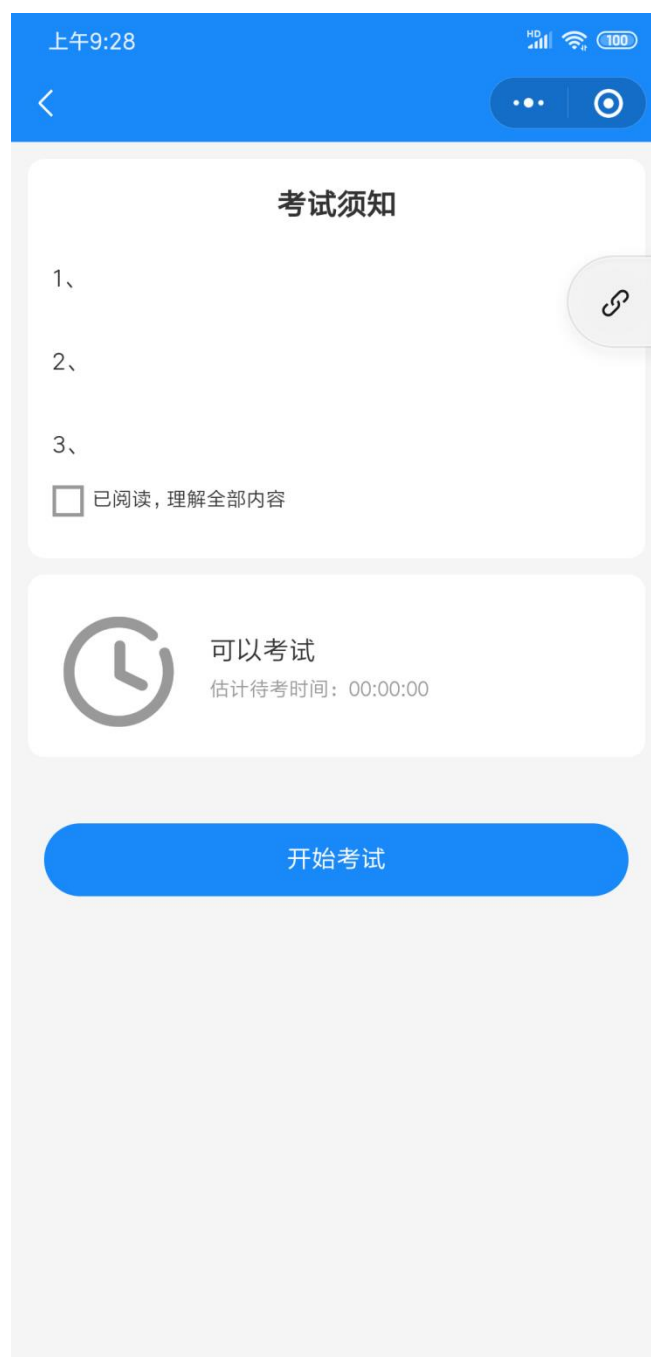 上午9:28
HD
100
考试须知
1、
2、
3、
已阅读，理解全部内容
可以考试
估计待考时间：00:00:00
开始考试